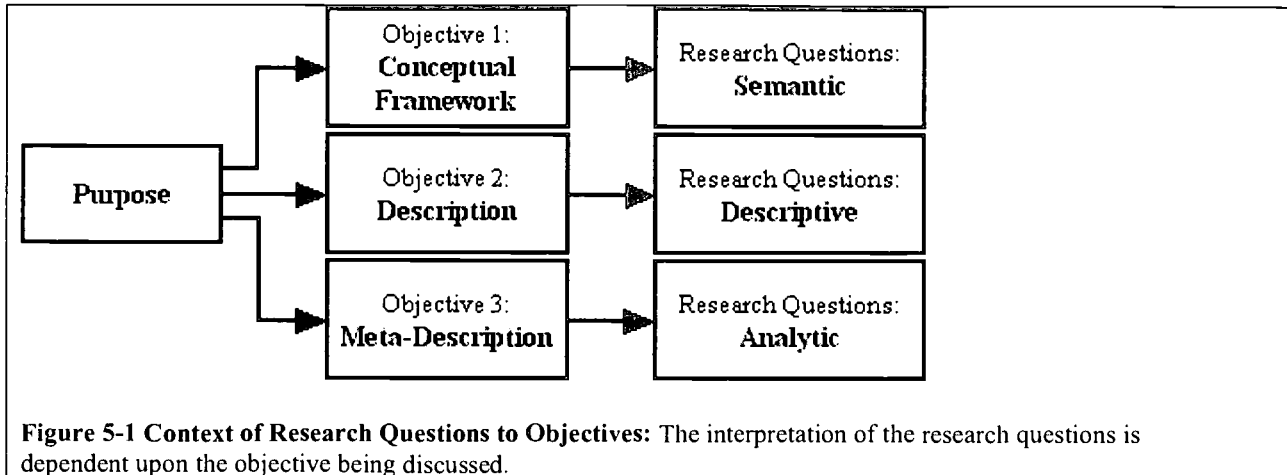 Purpose
Objective 1:
Conceptual
Framework
Research Questions:
Semantic
Objective 2:
Description
Research Questions:
Descriptive
Objective 3:
Meta-Description
Research Questions:
Analytic
Figure 5-1 Context of Research Questions to Objectives: The interpretation of the research questions is
dependent upon the objective being discussed.